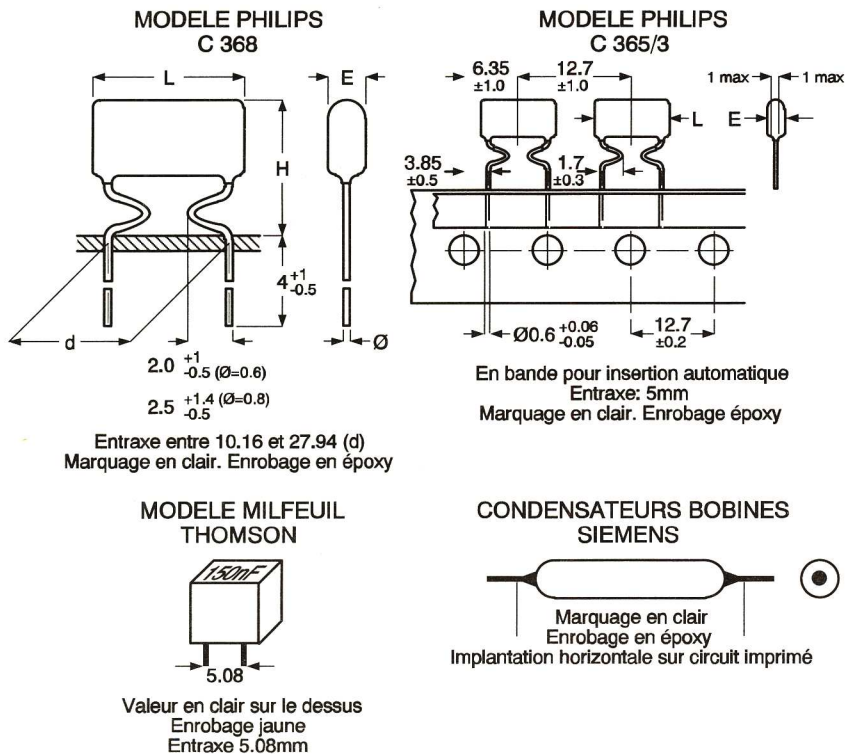 MODELE PHILIPS
C 368
L
E
H
4 +1 -0.5
d
Ø
2.0 +1 -0.5 (Ø=0.6)
2.5 +1.4 -0.5 (Ø=0.8)
Entraxe entre 10.16 et 27.94 (d)
Marquage en clair. Enrobage en époxy
MODELE PHILIPS
C 365/3
6.35 ±1.0
12.7 ±1.0
1 max
1 max
L
E
3.85 ±0.5
1.7 ±0.3
Ø0.6 +0.06 -0.05
12.7 ±0.2
En bande pour insertion automatique
Entraxe: 5mm
Marquage en clair. Enrobage époxy
MODELE MILFEUIL
THOMSON
150nF
5.08
Valeur en clair sur le dessus
Enrobage jaune
Entraxe 5.08mm
CONDENSATEURS BOBINES
SIEMENS
Marquage en clair
Enrobage en époxy
Implantation horizontale sur circuit imprimé